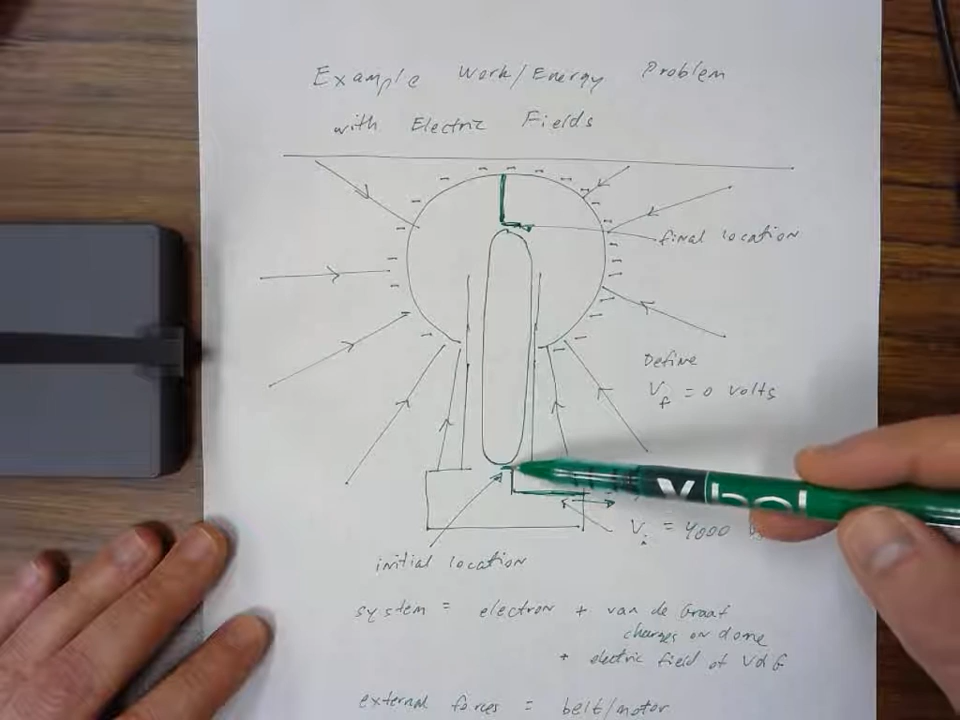 Example Work/Energy Problem
with Electric Fields
final location
Define
V_f = 0 volts
V_i = 4000
initial location
system = electron + van de Graaf
charges on dome
+ electric field of VdG
external forces = belt/motor